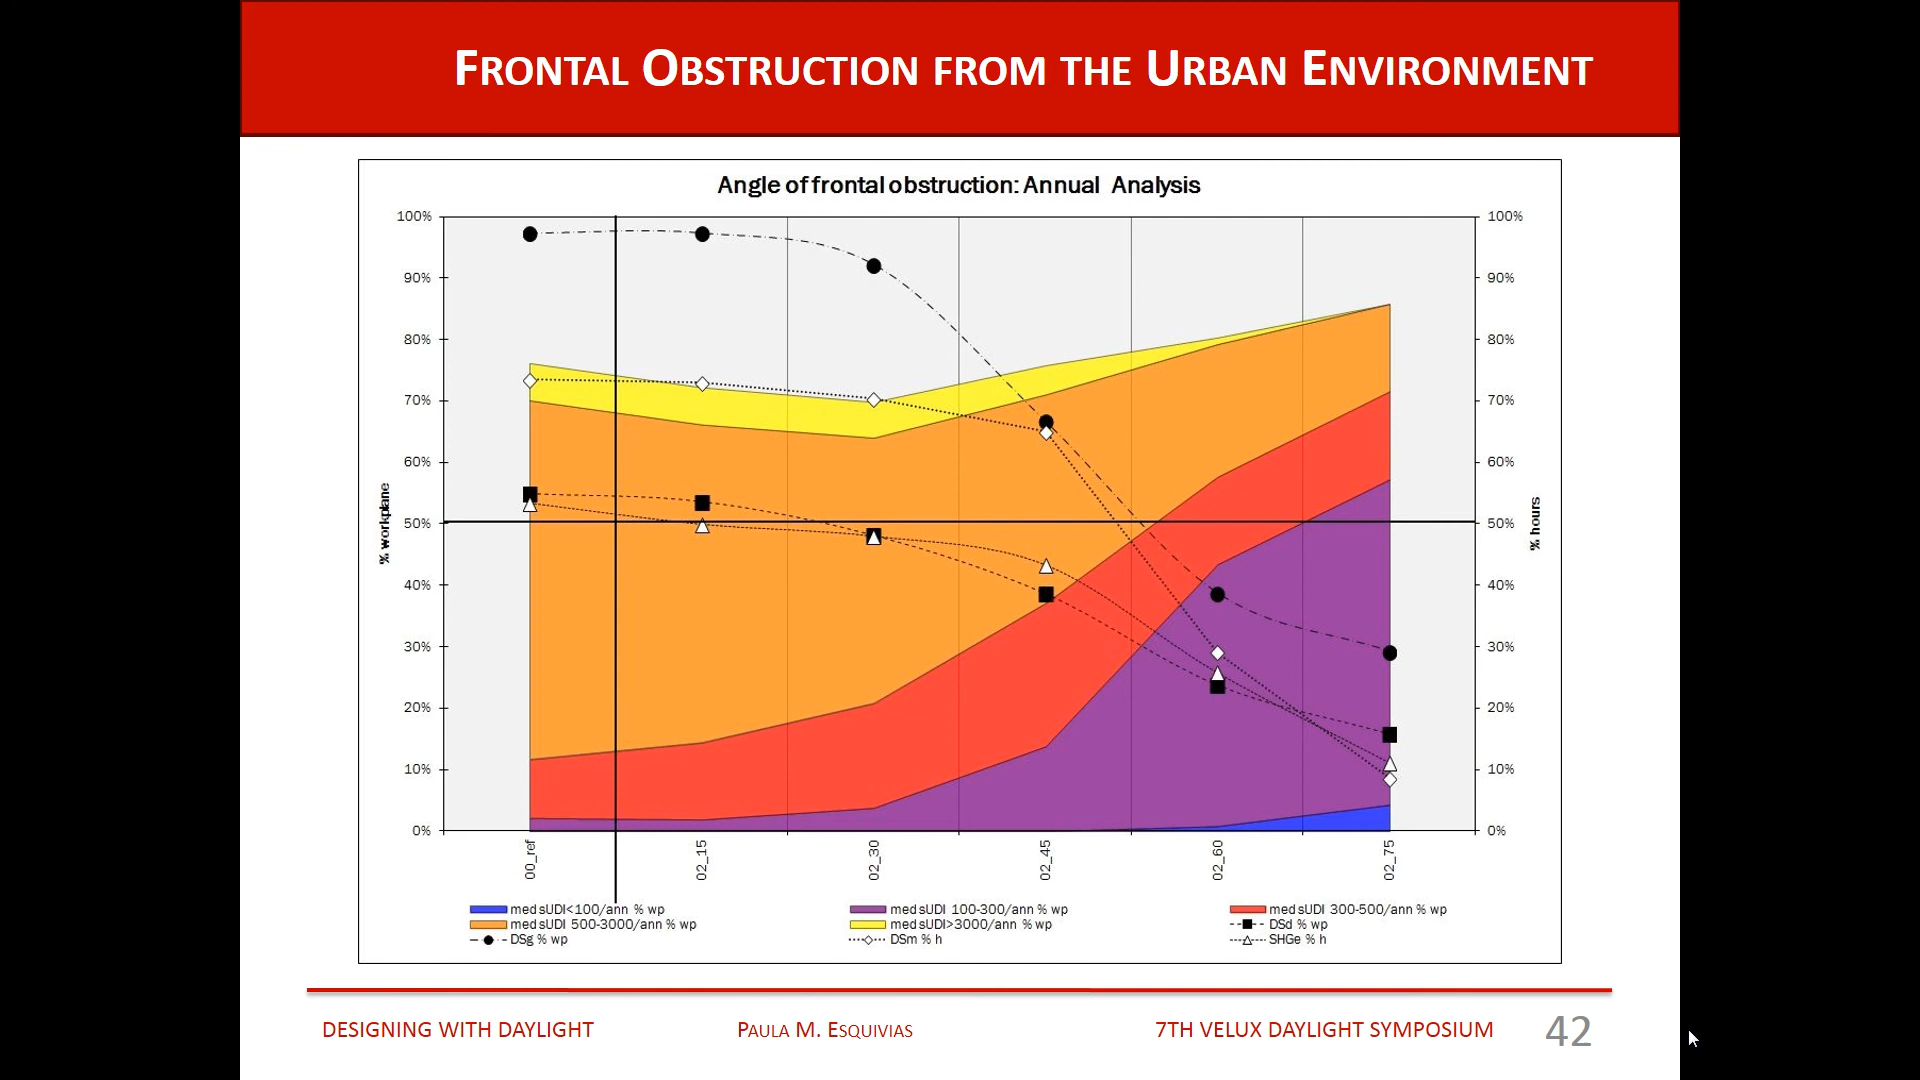 FRONTAL OBSTRUCTION FROM THE URBAN ENVIRONMENT
Angle of frontal obstruction: Annual Analysis
100% 100%
90% 90%
80% 80%
70% 70%
60% 60%
50% 50%
40% 40%
30% 30%
20% 20%
10% 10%
0% 0%
% workplane
% hours
00_ref 02_15 02_30 02_45 02_60 02_75
med sUDI<100/ann % wp med sUDI 100-300/ann % wp med sUDI 300-500/ann % wp
med sUDI 500-3000/ann % wp med sUDI>3000/ann % wp DSd % wp
DSg % wp DSm % h SHGe % h
DESIGNING WITH DAYLIGHT PAULA M. ESQUIVIAS 7TH VELUX DAYLIGHT SYMPOSIUM 42